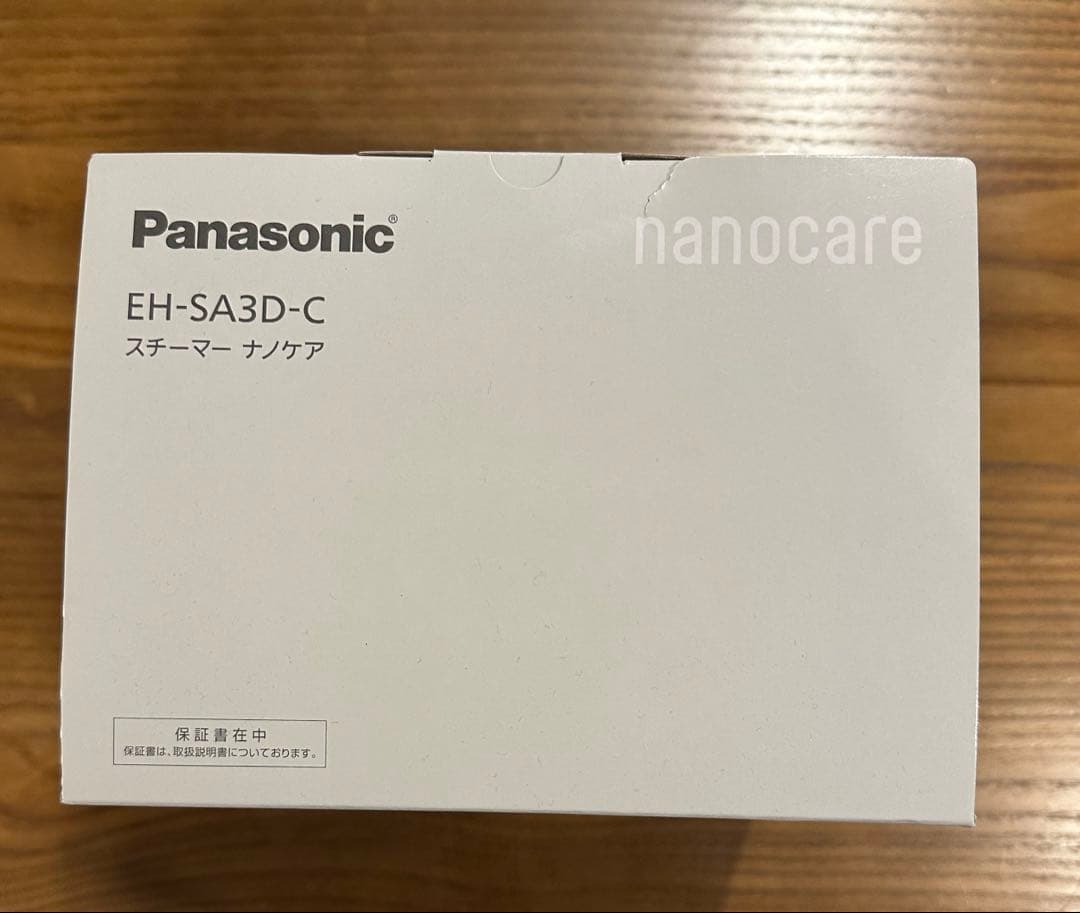 Panasonic®
nanocare
EH-SA3D-C
スチーマー ナノケア
保証書在中
保証書は、取扱説明書についております。